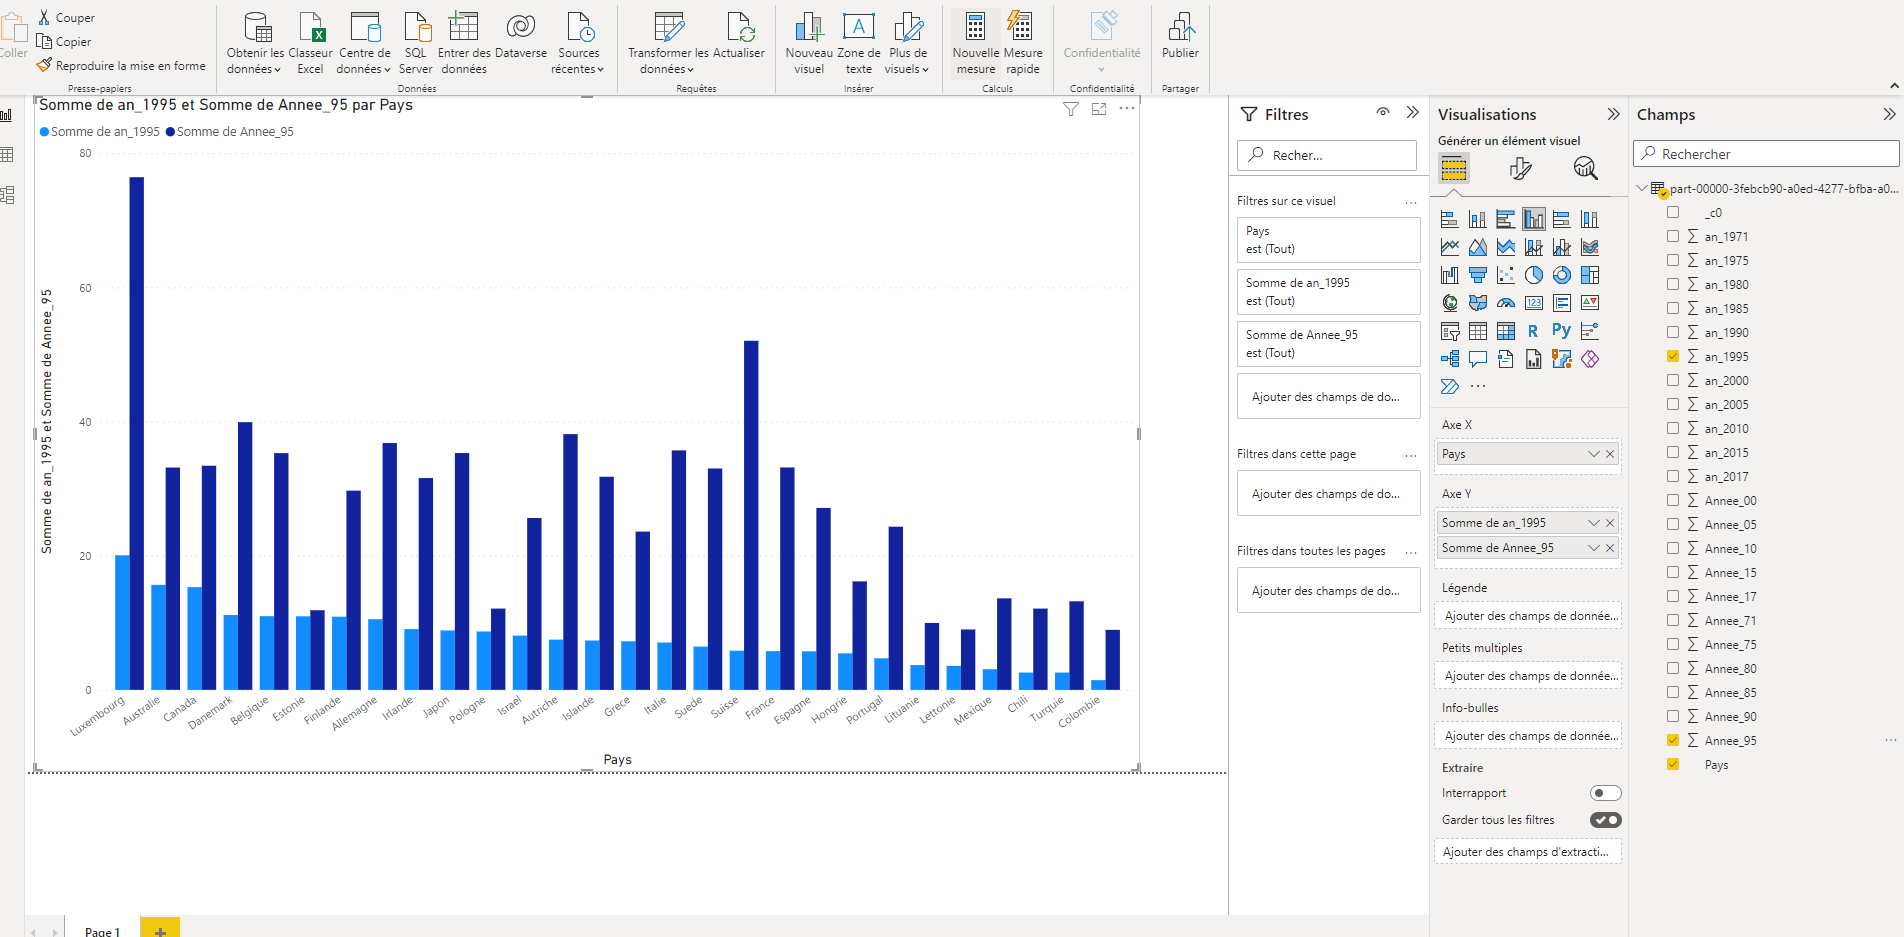 Coller
Couper
Copier
Reproduire la mise en forme
Presse-papiers
Obtenir les données
Classeur Excel
Centre de données
SQL Server
Entrer des données
Dataverse
Sources récentes
Données
Transformer les données
Actualiser
Requêtes
Nouveau visuel
Zone de texte
Plus de visuels
Insérer
Nouvelle mesure
Mesure rapide
Calculs
Confidentialité
Confidentialité
Publier
Partager
Somme de an_1995 et Somme de Annee_95 par Pays
Somme de an_1995 Somme de Annee_95
80
60
40
20
0
Somme de an_1995 et Somme de Annee_95
Luxembourg
Australie
Canada
Danemark
Belgique
Estonie
Finlande
Allemagne
Irlande
Japon
Pologne
Israel
Autriche
Islande
Grece
Italie
Suede
Suisse
France
Espagne
Hongrie
Portugal
Lituanie
Lettonie
Mexique
Chili
Turquie
Colombie
Pays
Page 1
Filtres
Recher...
Filtres sur ce visuel
Pays
est (Tout)
Somme de an_1995
est (Tout)
Somme de Annee_95
est (Tout)
Ajouter des champs de do...
Filtres dans cette page
Ajouter des champs de do...
Filtres dans toutes les pages
Ajouter des champs de do...
Visualisations
Générer un élément visuel
123
R
Py
Axe X
Pays
Axe Y
Somme de an_1995
Somme de Annee_95
Légende
Ajouter des champs de donnée...
Petits multiples
Ajouter des champs de donnée...
Info-bulles
Ajouter des champs de donnée...
Extraire
Interrapport
Garder tous les filtres
Ajouter des champs d'extracti...
Champs
Rechercher
part-00000-3febcb90-a0ed-4277-bfba-a0...
_c0
an_1971
an_1975
an_1980
an_1985
an_1990
an_1995
an_2000
an_2005
an_2010
an_2015
an_2017
Annee_00
Annee_05
Annee_10
Annee_15
Annee_17
Annee_71
Annee_75
Annee_80
Annee_85
Annee_90
Annee_95
Pays